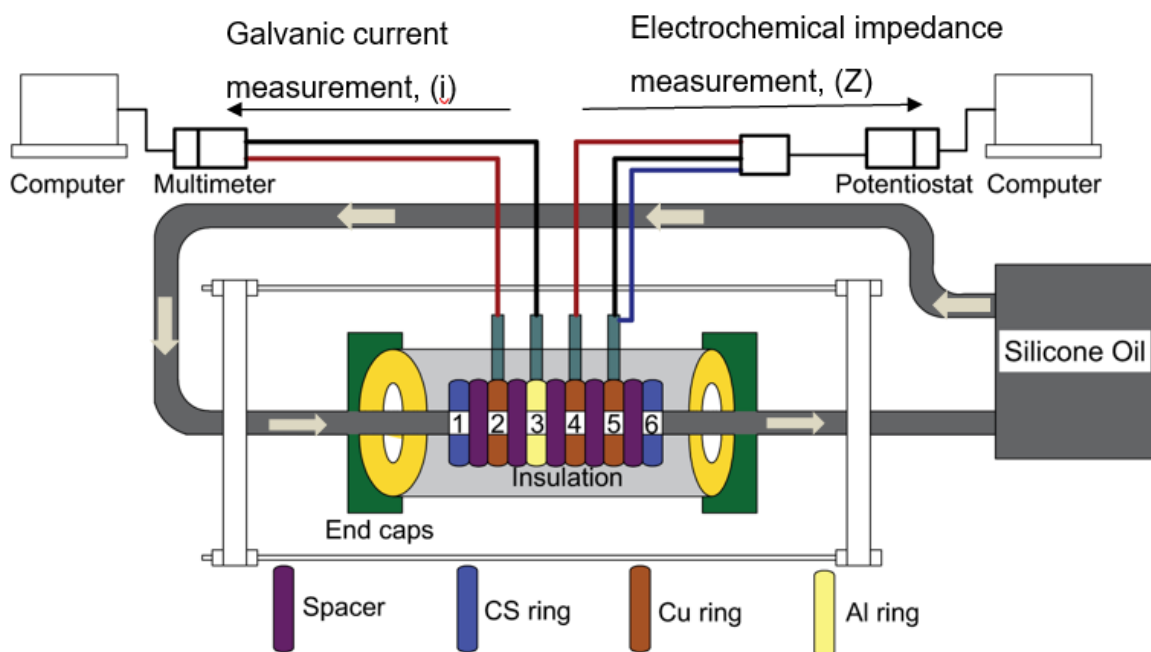 Galvanic current
measurement, (i)
Electrochemical impedance
measurement, (Z)
Computer
Multimeter
Potentiostat
Computer
Silicone Oil
1
2
3
4
5
6
Insulation
End caps
Spacer
CS ring
Cu ring
Al ring